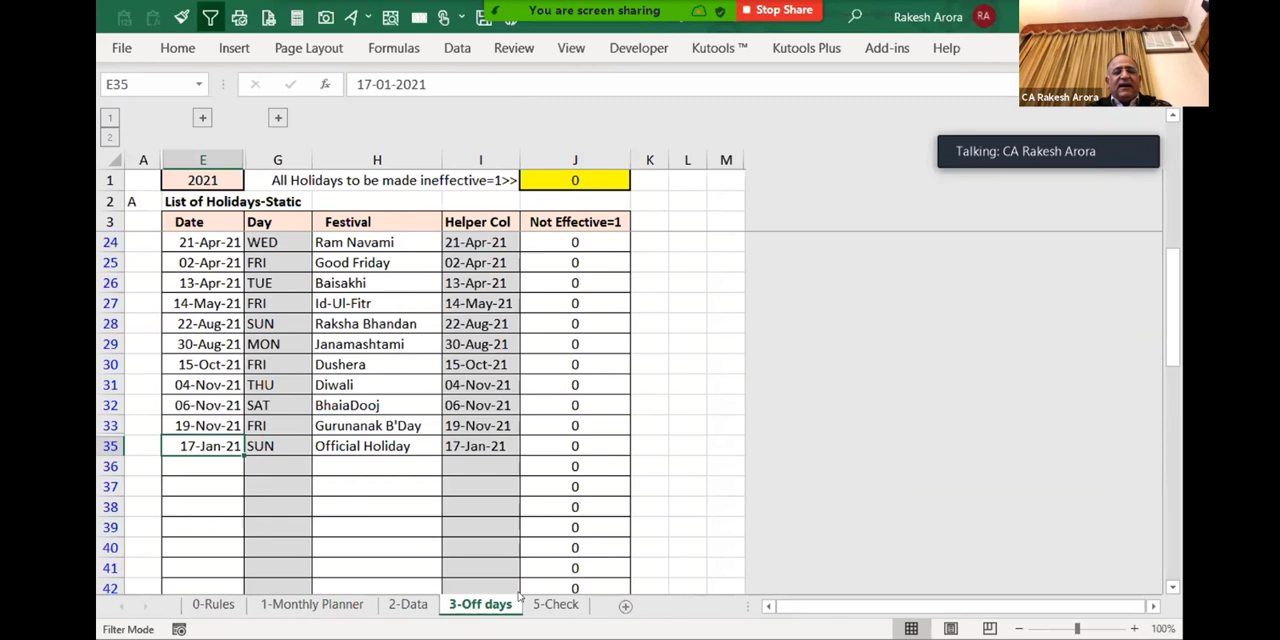 You are screen sharing
Stop Share
Rakesh Arora RA
File Home Insert Page Layout Formulas Data Review View Developer Kutools ™ Kutools Plus Add-ins Help
CA Rakesh Arora
E35 fx 17-01-2021
1
2
Talking: CA Rakesh Arora
A E G H I J K L M
1 2021 All Holidays to be made ineffective=1>> 0
2 A List of Holidays-Static
3 Date Day Festival Helper Col Not Effective=1
24 21-Apr-21 WED Ram Navami 21-Apr-21 0
25 02-Apr-21 FRI Good Friday 02-Apr-21 0
26 13-Apr-21 TUE Baisakhi 13-Apr-21 0
27 14-May-21 FRI Id-Ul-Fitr 14-May-21 0
28 22-Aug-21 SUN Raksha Bhandan 22-Aug-21 0
29 30-Aug-21 MON Janamashtami 30-Aug-21 0
30 15-Oct-21 FRI Dushera 15-Oct-21 0
31 04-Nov-21 THU Diwali 04-Nov-21 0
32 06-Nov-21 SAT BhaiaDooj 06-Nov-21 0
33 19-Nov-21 FRI Gurunanak B'Day 19-Nov-21 0
35 17-Jan-21 SUN Official Holiday 17-Jan-21 0
36 0
37 0
38 0
39 0
40 0
41 0
42 0
0-Rules 1-Monthly Planner 2-Data 3-Off days 5-Check
Filter Mode 100%